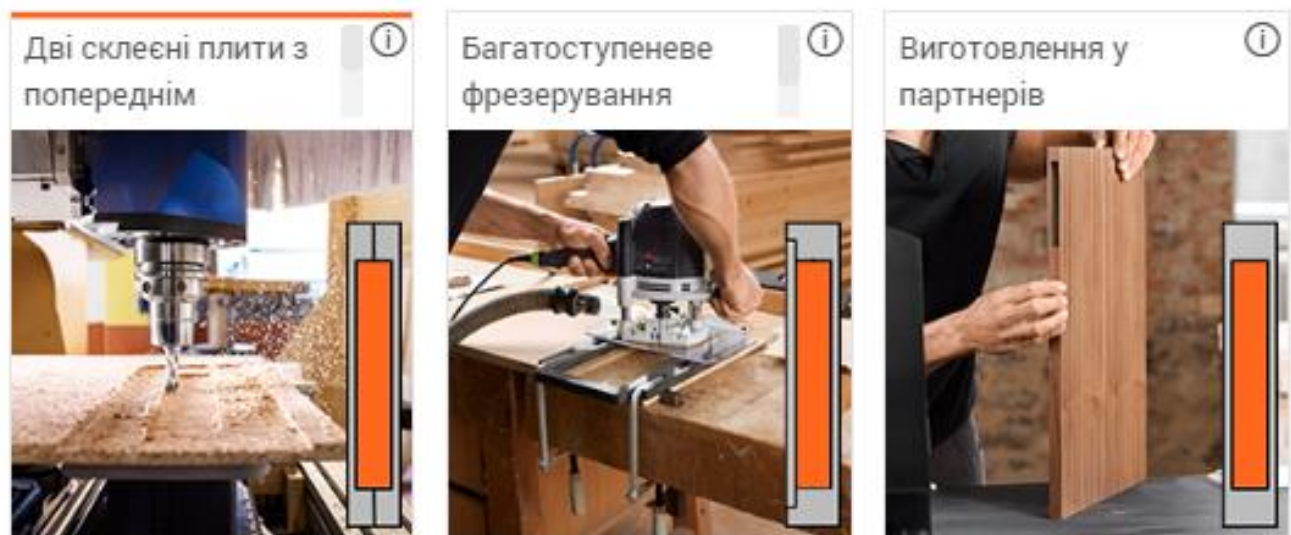 Дві склеєні плити з
попереднім
Багатоступеневе
фрезерування
Виготовлення у
партнерів